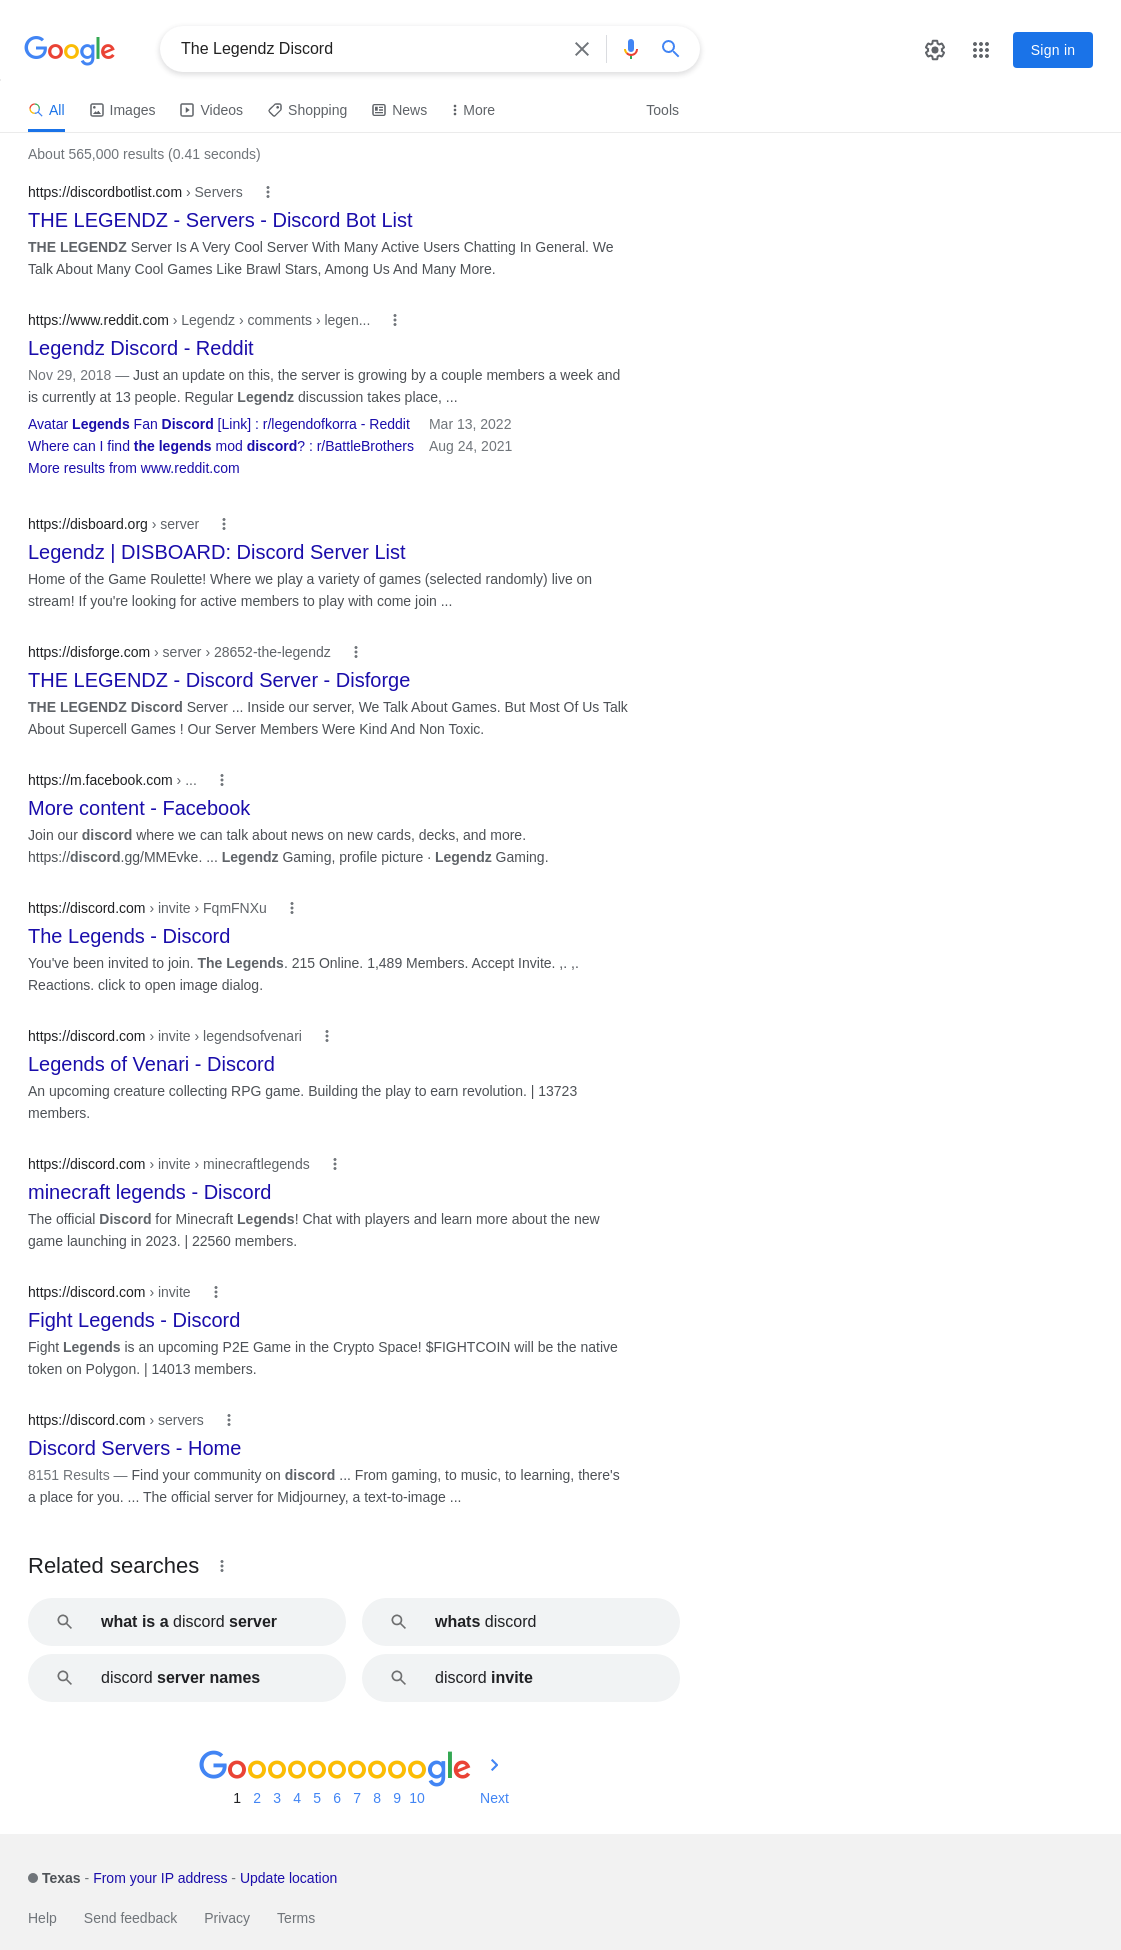 Google
The Legendz Discord
Sign in
All Images Videos Shopping News More Tools
About 565,000 results (0.41 seconds)
https://discordbotlist.com › Servers
THE LEGENDZ - Servers - Discord Bot List
THE LEGENDZ Server Is A Very Cool Server With Many Active Users Chatting In General. We
Talk About Many Cool Games Like Brawl Stars, Among Us And Many More.
https://www.reddit.com › Legendz › comments › legen...
Legendz Discord - Reddit
Nov 29, 2018 — Just an update on this, the server is growing by a couple members a week and
is currently at 13 people. Regular Legendz discussion takes place, ...
Avatar Legends Fan Discord [Link] : r/legendofkorra - Reddit Mar 13, 2022
Where can I find the legends mod discord? : r/BattleBrothers Aug 24, 2021
More results from www.reddit.com
https://disboard.org › server
Legendz | DISBOARD: Discord Server List
Home of the Game Roulette! Where we play a variety of games (selected randomly) live on
stream! If you're looking for active members to play with come join ...
https://disforge.com › server › 28652-the-legendz
THE LEGENDZ - Discord Server - Disforge
THE LEGENDZ Discord Server ... Inside our server, We Talk About Games. But Most Of Us Talk
About Supercell Games ! Our Server Members Were Kind And Non Toxic.
https://m.facebook.com › ...
More content - Facebook
Join our discord where we can talk about news on new cards, decks, and more.
https://discord.gg/MMEvke. ... Legendz Gaming, profile picture · Legendz Gaming.
https://discord.com › invite › FqmFNXu
The Legends - Discord
You've been invited to join. The Legends. 215 Online. 1,489 Members. Accept Invite. ,. ,.
Reactions. click to open image dialog.
https://discord.com › invite › legendsofvenari
Legends of Venari - Discord
An upcoming creature collecting RPG game. Building the play to earn revolution. | 13723
members.
https://discord.com › invite › minecraftlegends
minecraft legends - Discord
The official Discord for Minecraft Legends! Chat with players and learn more about the new
game launching in 2023. | 22560 members.
https://discord.com › invite
Fight Legends - Discord
Fight Legends is an upcoming P2E Game in the Crypto Space! $FIGHTCOIN will be the native
token on Polygon. | 14013 members.
https://discord.com › servers
Discord Servers - Home
8151 Results — Find your community on discord ... From gaming, to music, to learning, there's
a place for you. ... The official server for Midjourney, a text-to-image ...
Related searches
what is a discord server
whats discord
discord server names
discord invite
Goooooooooogle
1 2 3 4 5 6 7 8 9 10 Next
Texas - From your IP address - Update location
Help Send feedback Privacy Terms